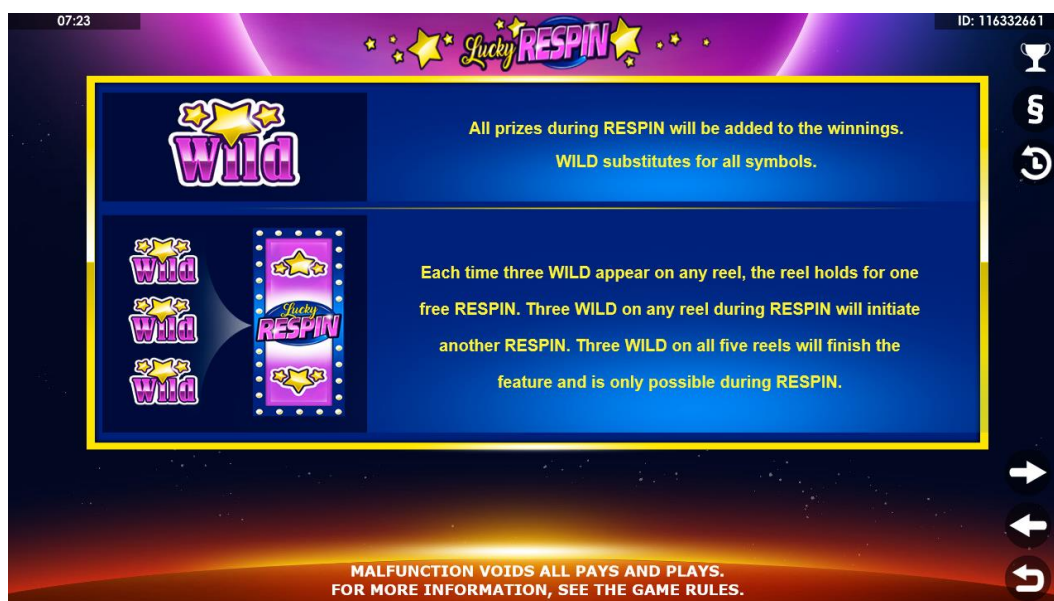 07:23
ID: 116332661
Lucky RESPIN
§
Wild
All prizes during RESPIN will be added to the winnings.
WILD substitutes for all symbols.
Wild
Wild
Wild
Lucky
RESPIN
Each time three WILD appear on any reel, the reel holds for one
free RESPIN. Three WILD on any reel during RESPIN will initiate
another RESPIN. Three WILD on all five reels will finish the
feature and is only possible during RESPIN.
MALFUNCTION VOIDS ALL PAYS AND PLAYS.
FOR MORE INFORMATION, SEE THE GAME RULES.